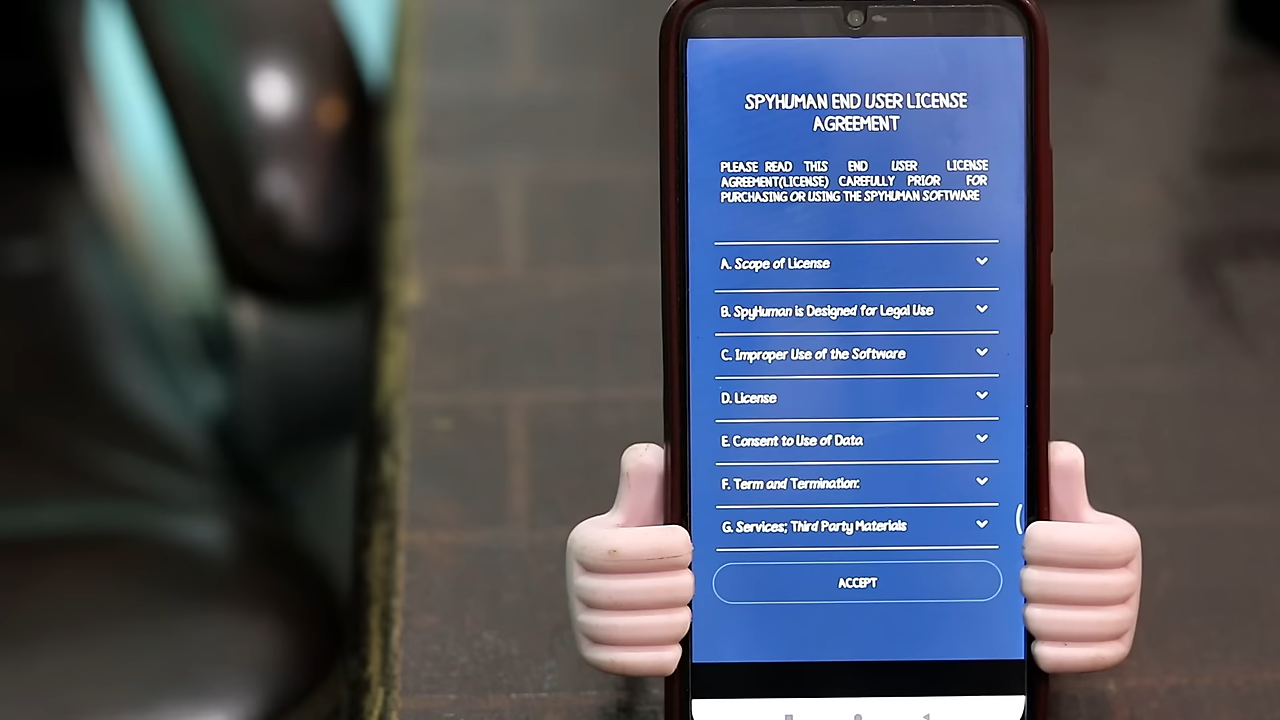 SPYHUMAN END USER LICENSE
AGREEMENT
PLEASE READ THIS END USER LICENSE
AGREEMENT(LICENSE) CAREFULLY PRIOR FOR
PURCHASING OR USING THE SPYHUMAN SOFTWARE
A. Scope of License
B. SpyHuman is Designed for Legal Use
C. Improper Use of the Software
D. License
E. Consent to Use of Data
F. Term and Termination:
G. Services; Third Party Materials
ACCEPT